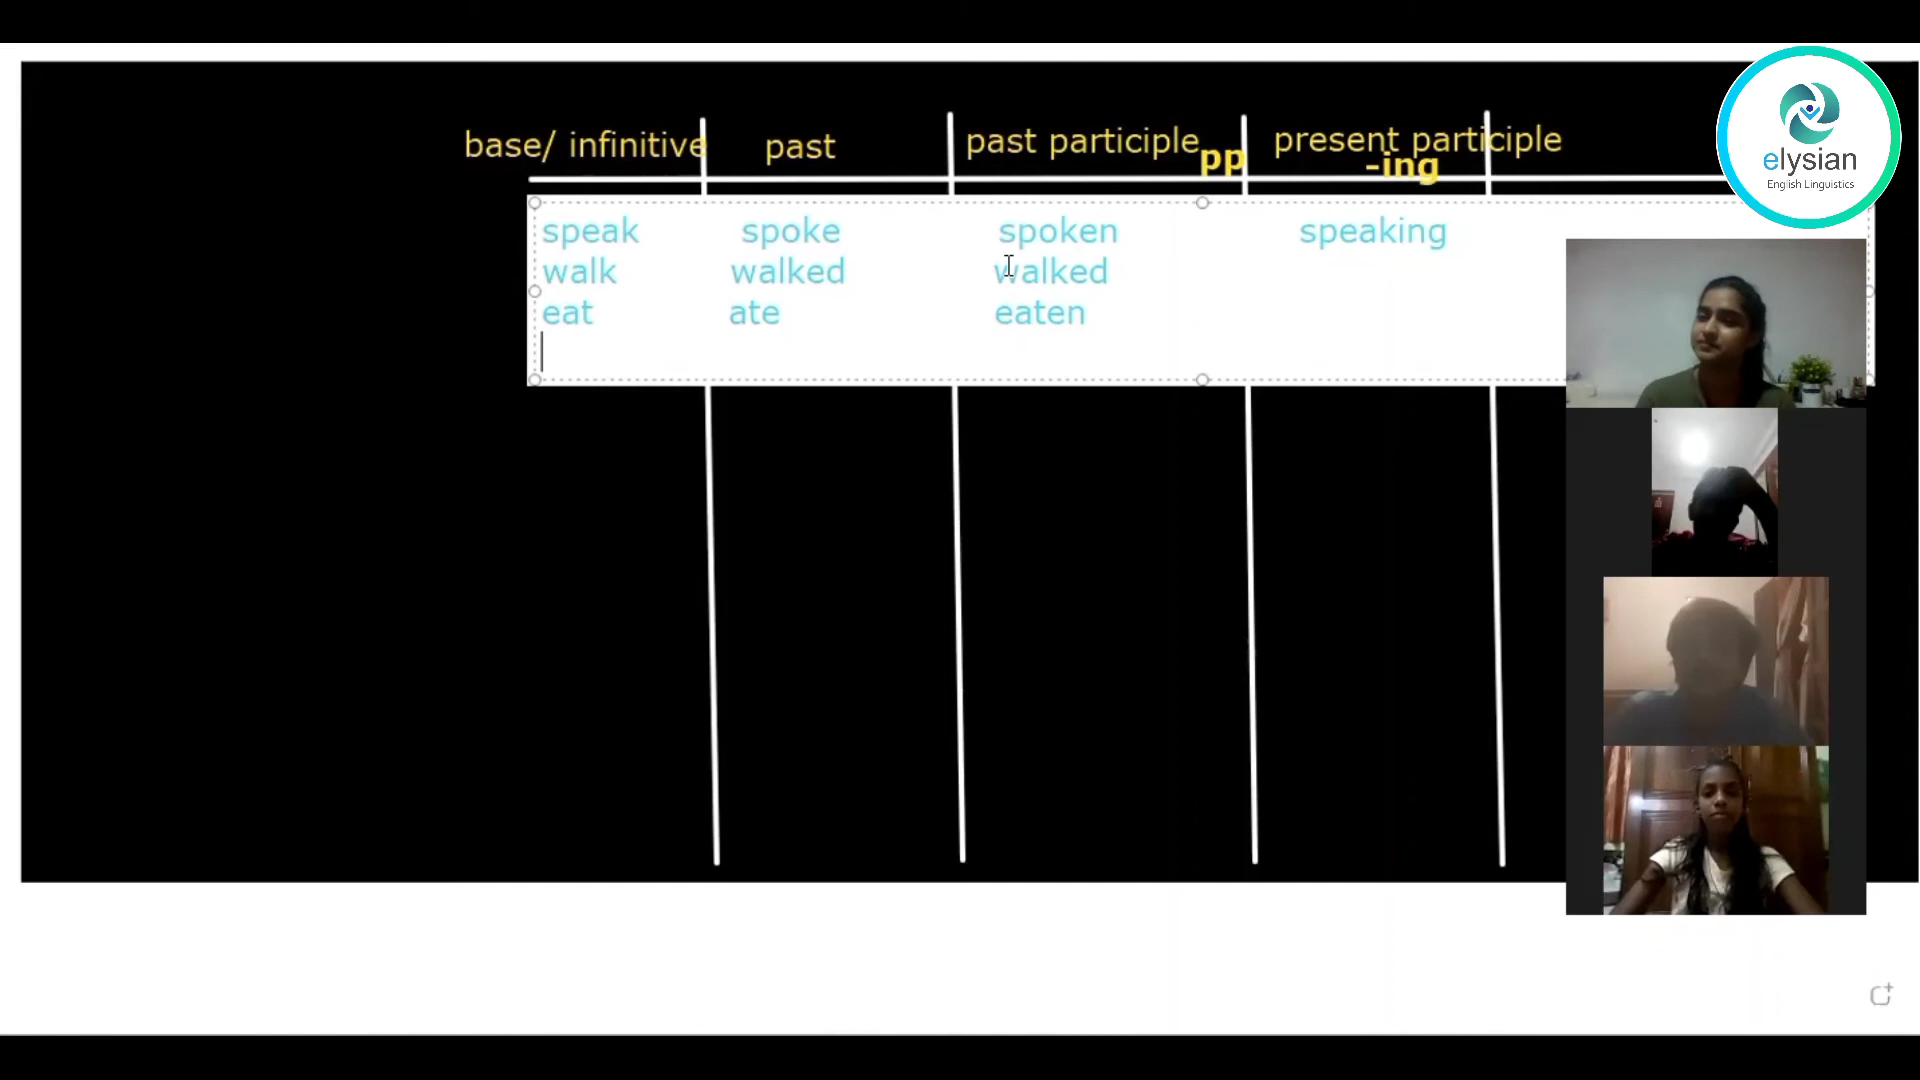 base/ infinitive past past participle pp present participle
-ing
speak spoke spoken speaking
walk walked walked
eat ate eaten
elysian
English Linguistics